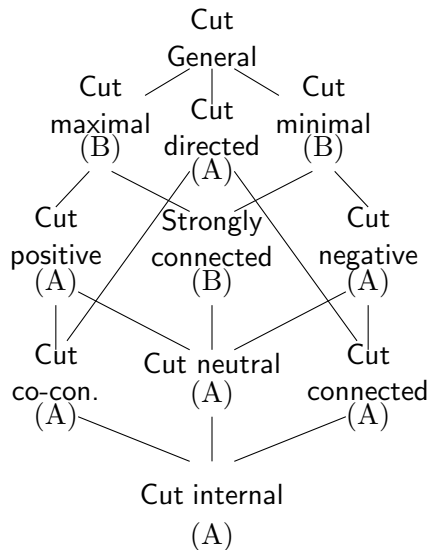 Cut
General
Cut
maximal
(B)
Cut
directed
(A)
Cut
minimal
(B)
Cut
positive
(A)
Strongly
connected
(B)
Cut
negative
(A)
Cut
co-con.
(A)
Cut neutral
(A)
Cut
connected
(A)
Cut internal
(A)